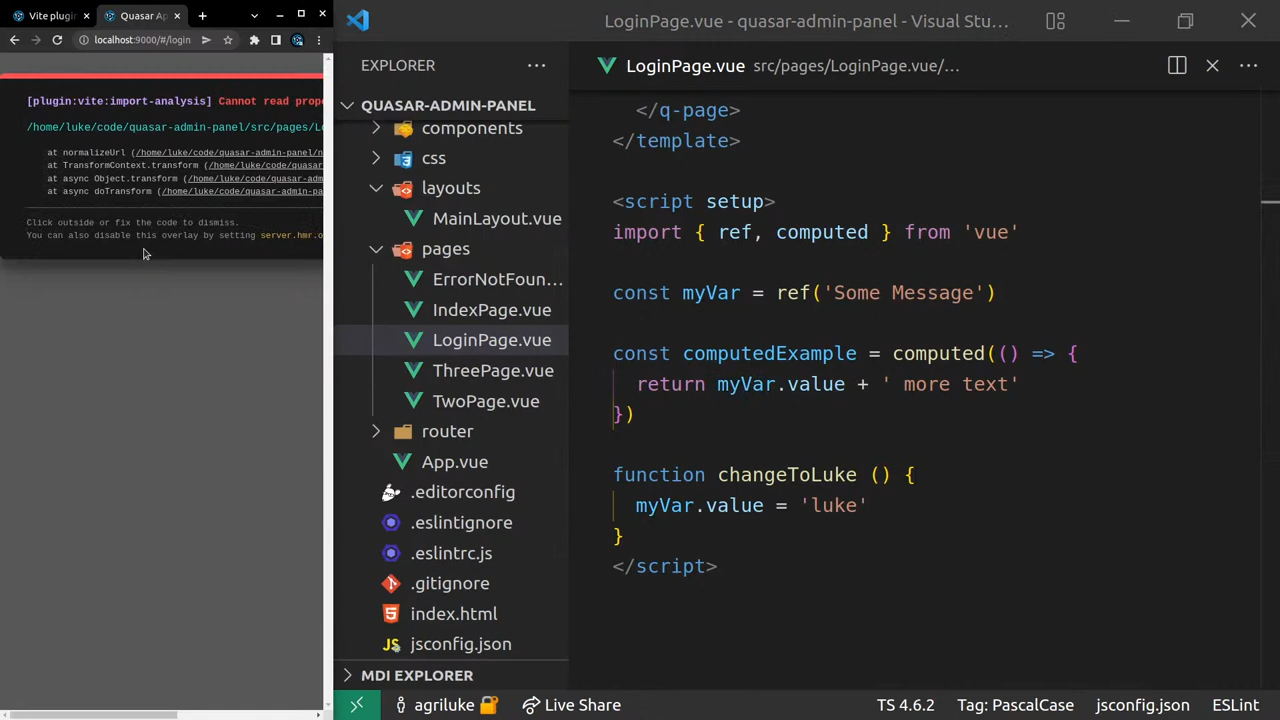 Vite plugin
Quasar Ap
localhost:9000/#/login
[plugin:vite:import-analysis] Cannot read prope
/home/luke/code/quasar-admin-panel/src/pages/Lo
at normalizeUrl (/home/luke/code/quasar-admin-panel/n
at TransformContext.transform (/home/luke/code/quasar
at async Object.transform (/home/luke/code/quasar-admin-p
at async doTransform (/home/luke/code/quasar-admin-pa
Click outside or fix the code to dismiss.
You can also disable this overlay by setting server.hmr.o
LoginPage.vue - quasar-admin-panel - Visual Stu...
EXPLORER
QUASAR-ADMIN-PANEL
components
css
layouts
MainLayout.vue
pages
ErrorNotFoun...
IndexPage.vue
LoginPage.vue
ThreePage.vue
TwoPage.vue
router
App.vue
.editorconfig
.eslintignore
.eslintrc.js
.gitignore
index.html
jsconfig.json
MDI EXPLORER
LoginPage.vue src/pages/LoginPage.vue/...
</q-page>
</template>
<script setup>
import { ref, computed } from 'vue'
const myVar = ref('Some Message')
const computedExample = computed(() => {
return myVar.value + ' more text'
})
function changeToLuke () {
myVar.value = 'luke'
}
</script>
agriluke
Live Share
TS 4.6.2
Tag: PascalCase
jsconfig.json
ESLint